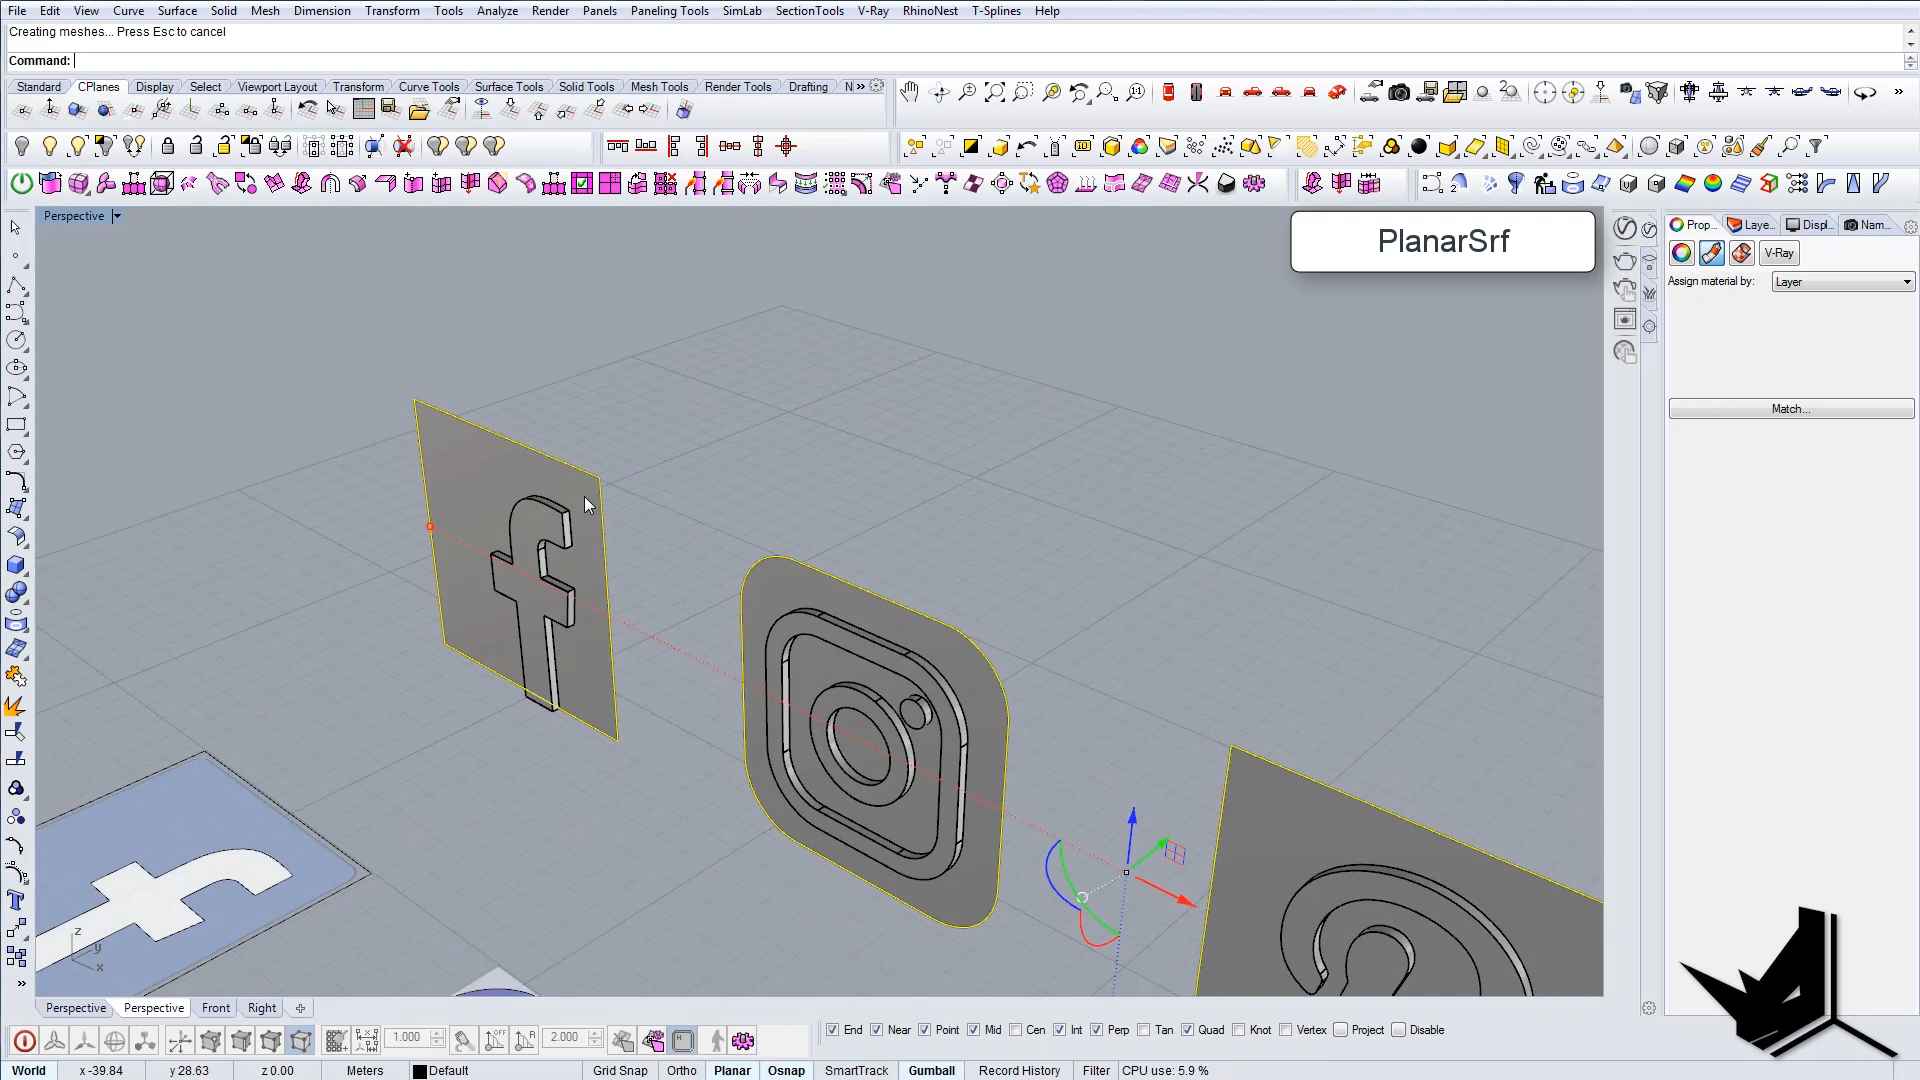 File Edit View Curve Surface Solid Mesh Dimension Transform Tools Analyze Render Panels Paneling Tools SimLab SectionTools V-Ray RhinoNest T-Splines Help
Creating meshes... Press Esc to cancel
Command:
Standard CPlanes Display Select Viewport Layout Transform Curve Tools Surface Tools Solid Tools Mesh Tools Render Tools Drafting N »
Perspective
PlanarSrf
Prop... Laye... Displ... Nam...
V-Ray
Assign material by: Layer
Match...
z
y
x
Perspective Perspective Front Right
1.000 2.000
End Near Point Mid Cen Int Perp Tan Quad Knot Vertex Project Disable
World x -39.84 y 28.63 z 0.00 Meters Default Grid Snap Ortho Planar Osnap SmartTrack Gumball Record History Filter CPU use: 5.9 %